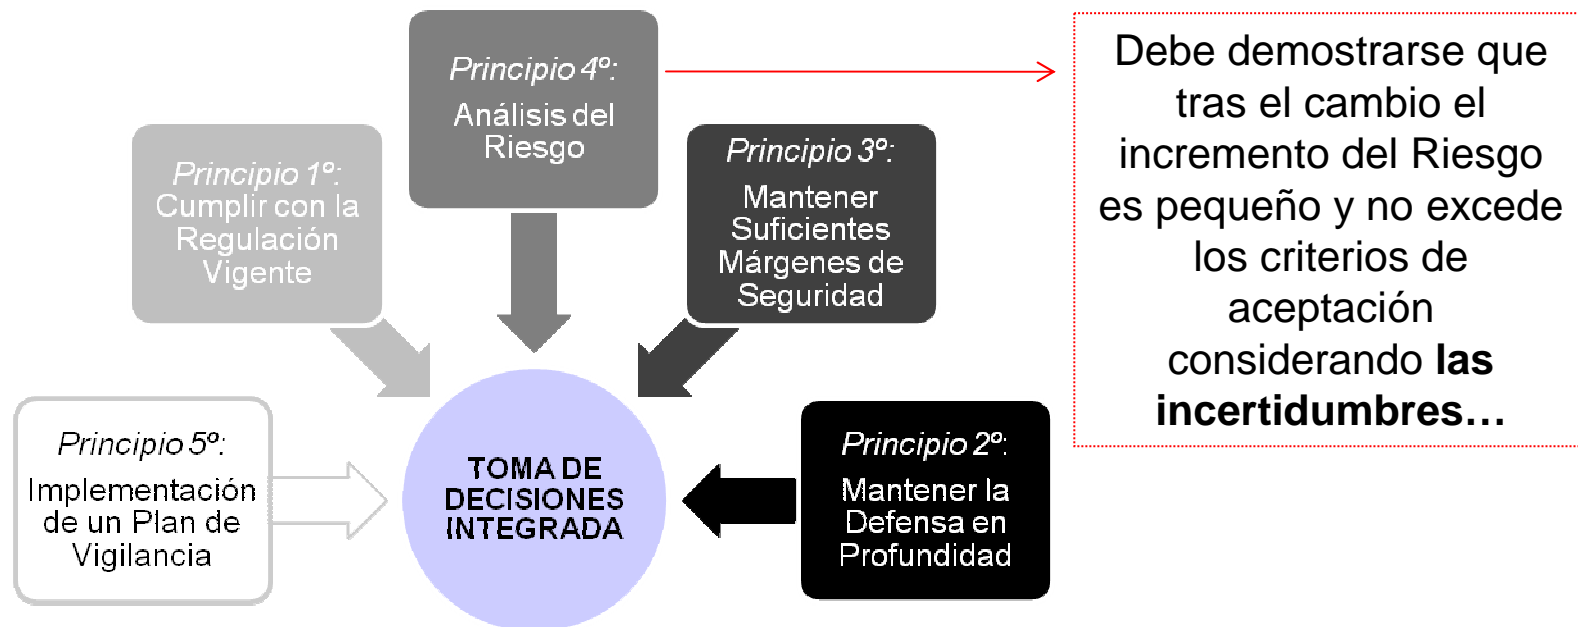 Principio 4º:
Análisis del
Riesgo
Debe demostrarse que
tras el cambio el
incremento del Riesgo
es pequeño y no excede
los criterios de
aceptación
considerando las
incertidumbres…
Principio 1º:
Cumplir con la
Regulación
Vigente
Principio 3º:
Mantener
Suficientes
Márgenes de
Seguridad
Principio 5º:
Implementación
de un Plan de
Vigilancia
TOMA DE
DECISIONES
INTEGRADA
Principio 2º:
Mantener la
Defensa en
Profundidad